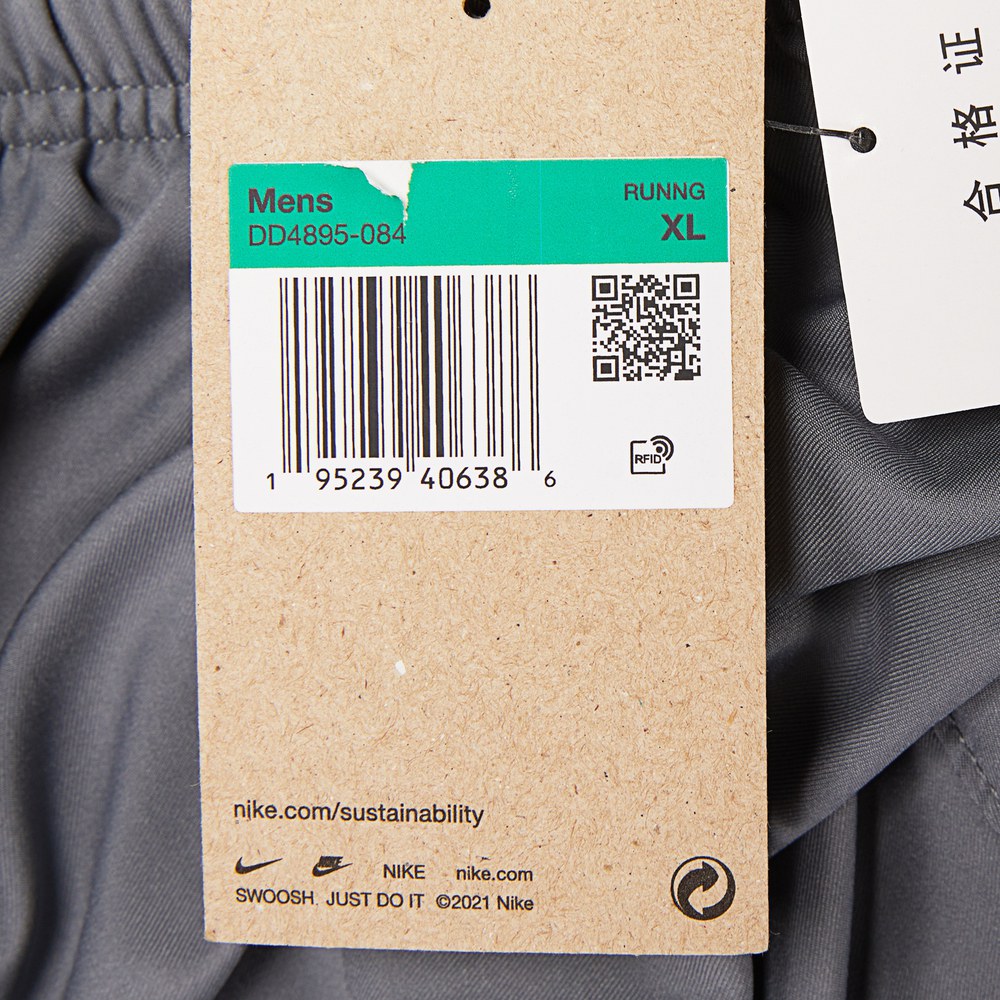 Mens
DD4895-084
RUNNG
XL
1 95239 40638 6
RFID
nike.com/sustainability
NIKE nike.com
SWOOSH. JUST DO IT ©2021 Nike
合格证